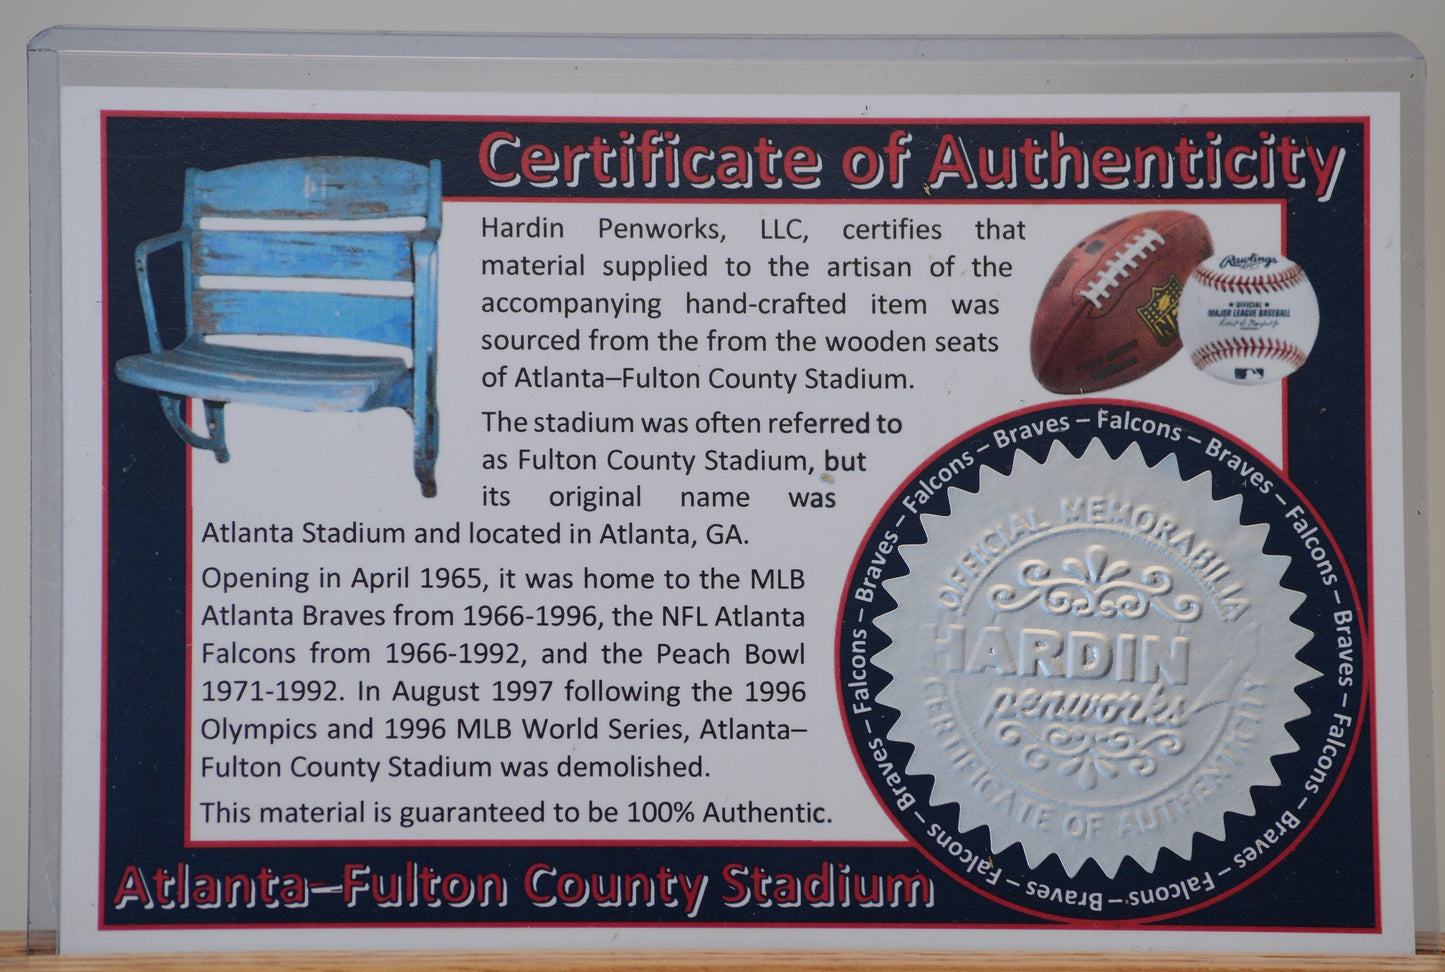 Certificate of Authenticity
Hardin Penworks, LLC, certifies that
material supplied to the artisan of the
accompanying hand-crafted item was
sourced from the from the wooden seats
of Atlanta–Fulton County Stadium.
The stadium was often referred to
as Fulton County Stadium, but
its original name was
Atlanta Stadium and located in Atlanta, GA.
Opening in April 1965, it was home to the MLB
Atlanta Braves from 1966-1996, the NFL Atlanta
Falcons from 1966-1992, and the Peach Bowl
1971-1992. In August 1997 following the 1996
Olympics and 1996 MLB World Series, Atlanta–
Fulton County Stadium was demolished.
This material is guaranteed to be 100% Authentic.
Atlanta–Fulton County Stadium
Rawlings
OFFICIAL
MAJOR LEAGUE BASEBALL
Braves – Falcons – Braves – Falcons – Braves – Falcons – Braves – Falcons – Braves – Falcons – Braves – Falcons – Braves – Falcons –
OFFICIAL MEMORABILIA
HARDIN
penworks
CERTIFICATE OF AUTHENTICITY